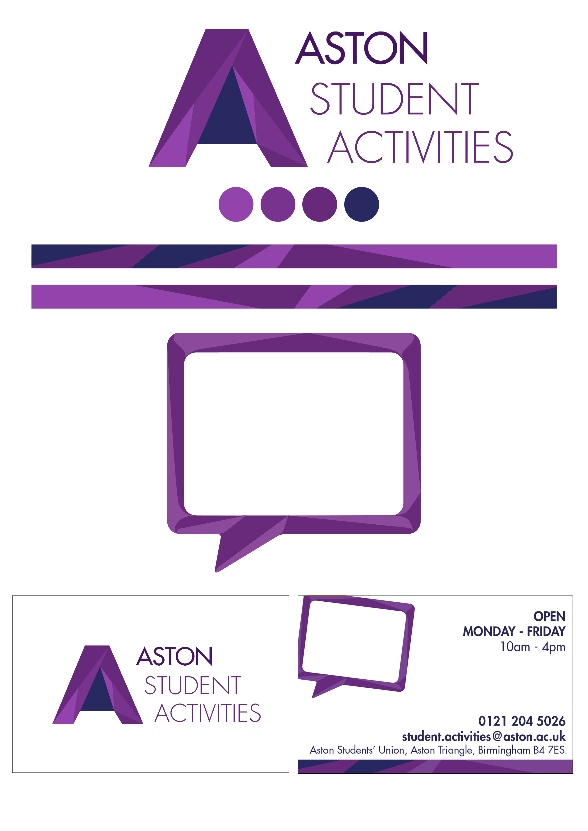 ASTON
STUDENT
ACTIVITIES
ASTON
STUDENT
ACTIVITIES
OPEN
MONDAY - FRIDAY
10am - 4pm
0121 204 5026
student.activities@aston.ac.uk
Aston Students' Union, Aston Triangle, Birmingham B4 7ES.